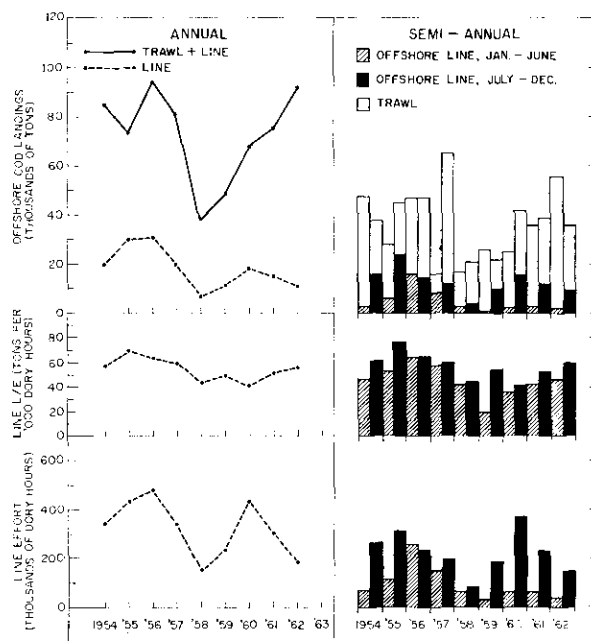 ANNUAL
SEMI - ANNUAL
TRAWL + LINE
LINE
OFFSHORE LINE, JAN. - JUNE
OFFSHORE LINE, JULY - DEC.
TRAWL
OFFSHORE COD LANDINGS
(THOUSANDS OF TONS)
120
100
80
60
40
20
0
LINE (TONS PER
'000 DORY HOURS)
80
60
40
20
0
LINE EFFORT
(THOUSANDS OF DORY HOURS)
600
400
200
0
1954 '55 '56 '57 '58 '59 '60 '61 '62 '63
1954 '55 '56 '57 '58 '59 '61 '62